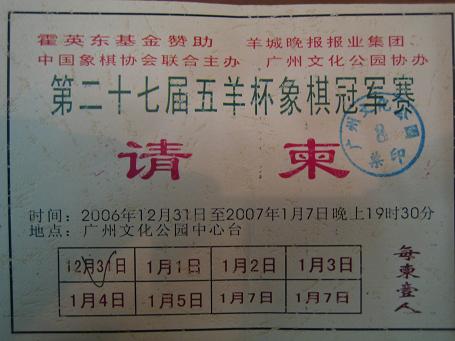 霍英东基金赞助 羊城晚报报业集团
中国象棋协会联合主办 广州文化公园协办
第二十七届五羊杯象棋冠军赛
请柬
时间：2006年12月31日至2007年1月7日晚上19时30分
地点：广州文化公园中心台
12月31日 1月1日 1月2日 1月3日
1月4日 1月5日 1月7日 1月7日
每柬壹人